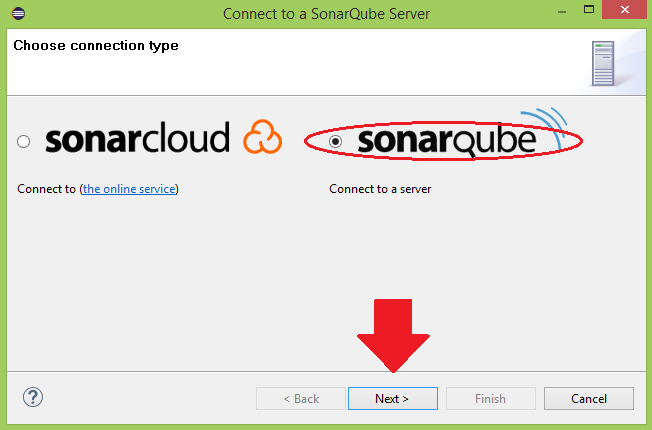 Connect to a SonarQube Server
Choose connection type
sonarcloud
sonarqube
Connect to (the online service)
Connect to a server
?
< Back
Next >
Finish
Cancel